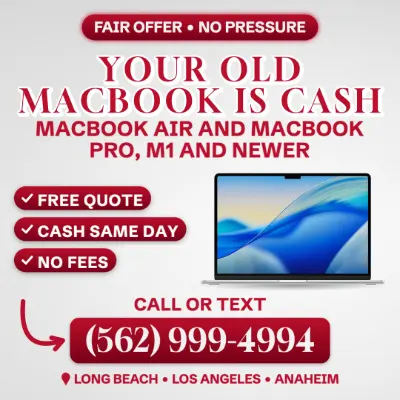 FAIR OFFER • NO PRESSURE
YOUR OLD
MACBOOK IS CASH
MACBOOK AIR AND MACBOOK
PRO, M1 AND NEWER
FREE QUOTE
CASH SAME DAY
NO FEES
CALL OR TEXT
(562) 999-4994
LONG BEACH • LOS ANGELES • ANAHEIM